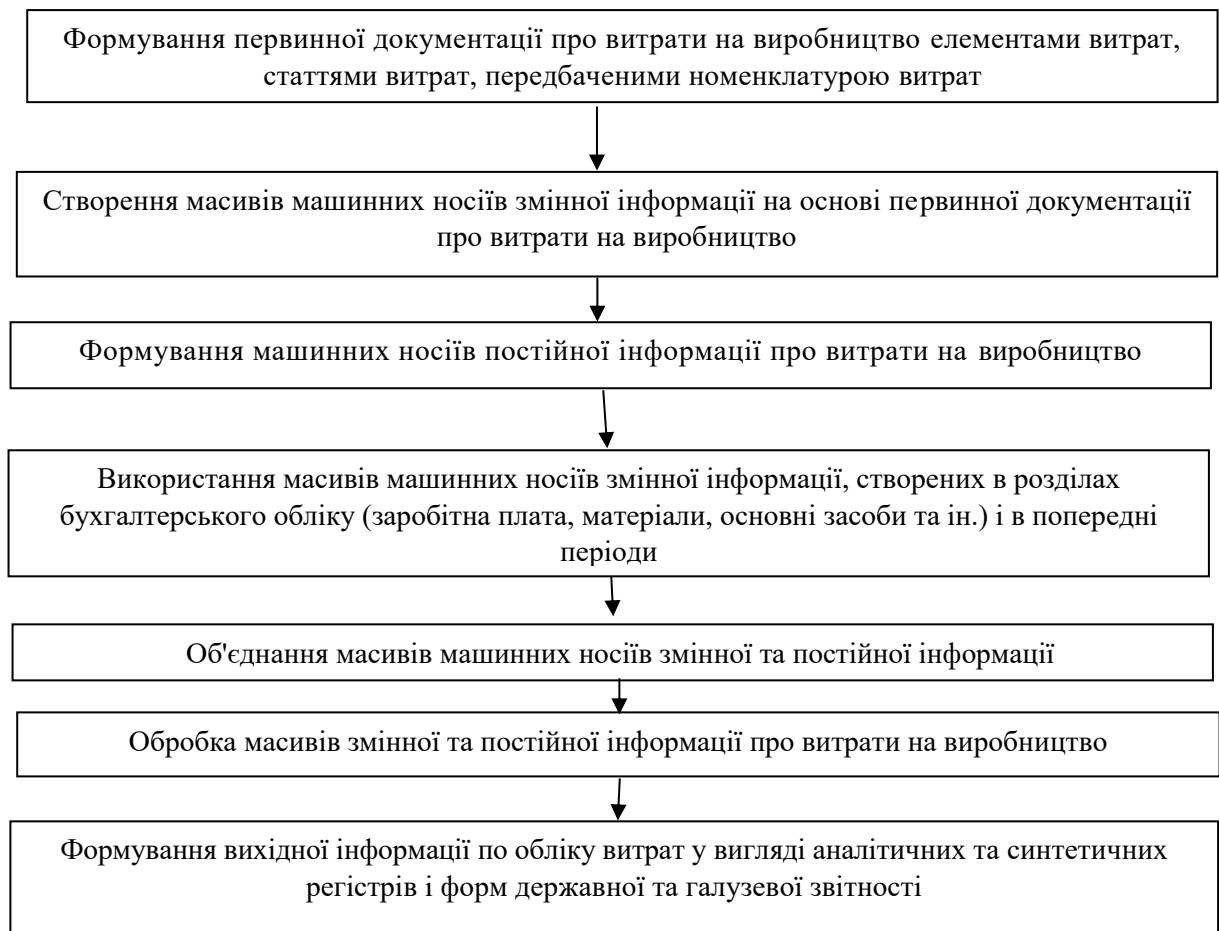 Формування первинної документації про витрати на виробництво елементами витрат,
статтями витрат, передбаченими номенклатурою витрат
Створення масивів машинних носіїв змінної інформації на основі первинної документації
про витрати на виробництво
Формування машинних носіїв постійної інформації про витрати на виробництво
Використання масивів машинних носіїв змінної інформації, створених в розділах
бухгалтерського обліку (заробітна плата, матеріали, основні засоби та ін.) і в попередні
періоди
Об'єднання масивів машинних носіїв змінної та постійної інформації
Обробка масивів змінної та постійної інформації про витрати на виробництво
Формування вихідної інформації по обліку витрат у вигляді аналітичних та синтетичних
регістрів і форм державної та галузевої звітності